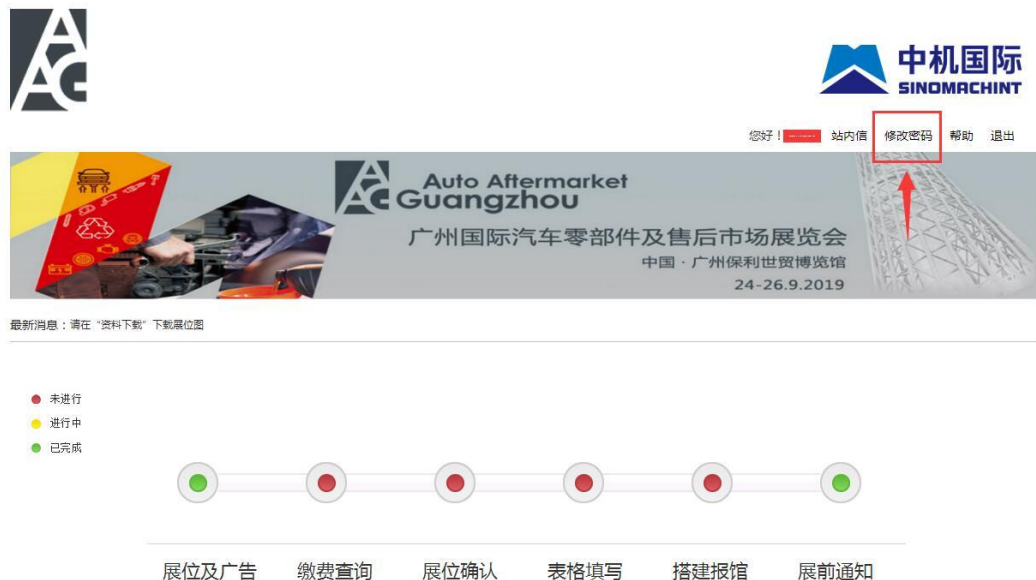 AAG
中机国际
SINOMACHINT
您好！ 站内信 修改密码 帮助 退出
AAG Auto Aftermarket
Guangzhou
广州国际汽车零部件及售后市场展览会
中国·广州保利世贸博览馆
24-26.9.2019
最新消息：请在“资料下载”下载展位图
未进行
进行中
已完成
展位及广告 缴费查询 展位确认 表格填写 搭建报馆 展前通知